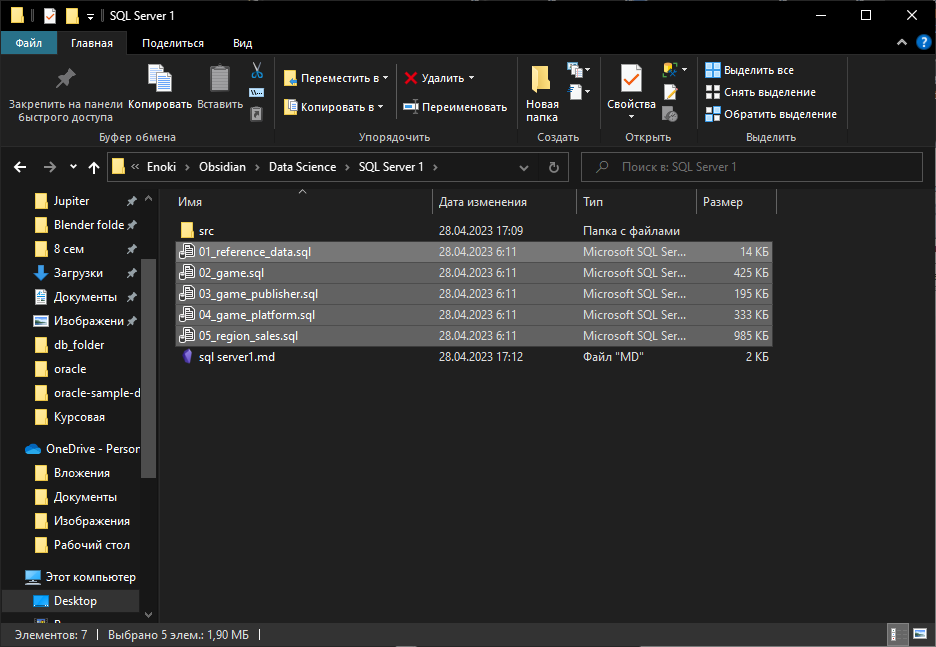 SQL Server 1
Файл Главная Поделиться Вид
Закрепить на панели быстрого доступа
Копировать
Вставить
Переместить в
Копировать в
Удалить
Переименовать
Новая папка
Свойства
Выделить все
Снять выделение
Обратить выделение
Буфер обмена Упорядочить Создать Открыть Выделить
« Enoki › Obsidian › Data Science › SQL Server 1 ›
Поиск в: SQL Server 1
Jupiter
Blender folde
8 сем
Загрузки
Документы
Изображени
db_folder
oracle
oracle-sample-d
Курсовая
OneDrive - Person
Вложения
Документы
Изображения
Рабочий стол
Этот компьютер
Desktop
Имя Дата изменения Тип Размер
src 28.04.2023 17:09 Папка с файлами
01_reference_data.sql 28.04.2023 6:11 Microsoft SQL Ser... 14 КБ
02_game.sql 28.04.2023 6:11 Microsoft SQL Ser... 425 КБ
03_game_publisher.sql 28.04.2023 6:11 Microsoft SQL Ser... 195 КБ
04_game_platform.sql 28.04.2023 6:11 Microsoft SQL Ser... 333 КБ
05_region_sales.sql 28.04.2023 6:11 Microsoft SQL Ser... 985 КБ
sql server1.md 28.04.2023 17:12 Файл "MD" 2 КБ
Элементов: 7 Выбрано 5 элем.: 1,90 МБ